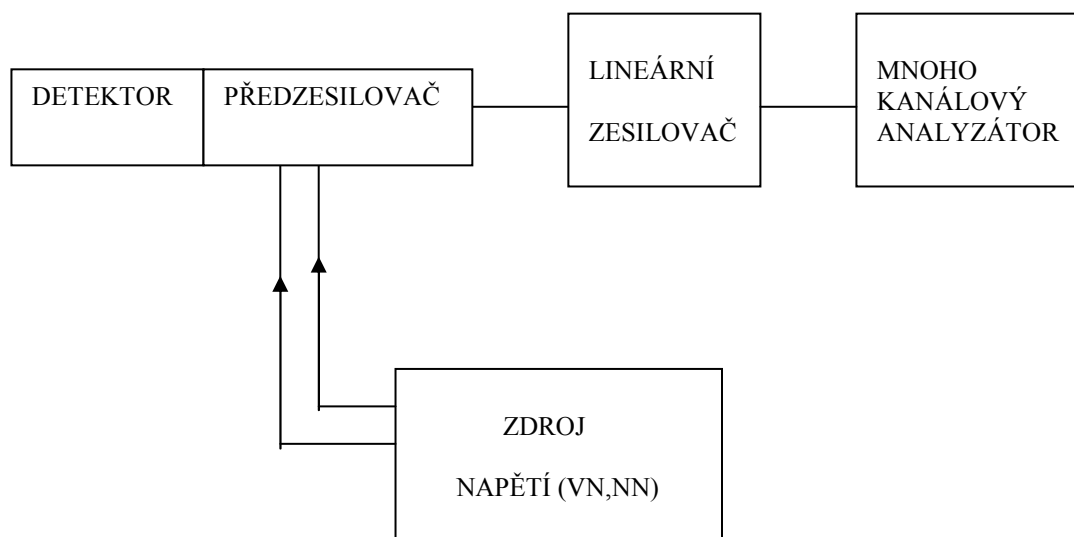 DETEKTOR
PŘEDZESILOVAČ
LINEÁRNÍ
ZESILOVAČ
MNOHO
KANÁLOVÝ
ANALYZÁTOR
ZDROJ
NAPĚTÍ (VN,NN)